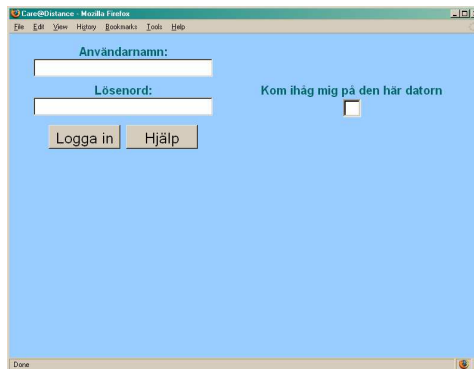 Care@Distance - Mozilla Firefox
File Edit View History Bookmarks Tools Help
Användarnamn:
Lösenord:
Kom ihåg mig på den här datorn
Logga in Hjälp
Done